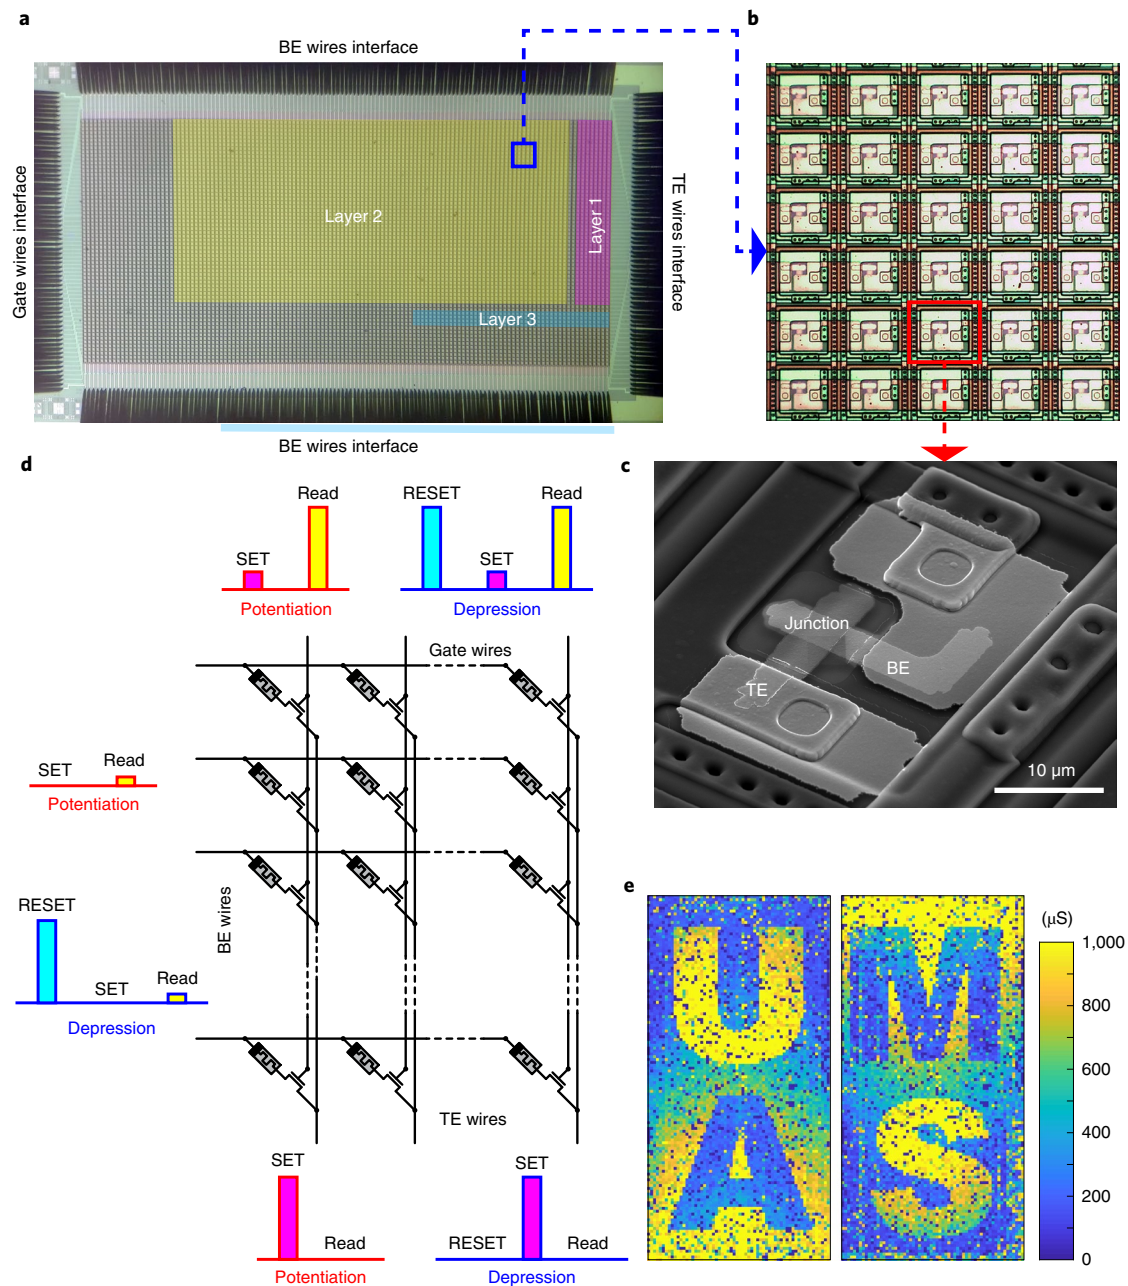 a
BE wires interface
Gate wires interface
Layer 2
Layer 1
Layer 3
TE wires interface
BE wires interface
b
c
Junction
BE
TE
10 µm
d
SET
Read
Potentiation
RESET
SET
Read
Depression
Gate wires
SET
Read
Potentiation
RESET
SET
Read
Depression
BE wires
TE wires
SET
Read
Potentiation
SET
RESET
Read
Depression
e
U
M
A
S
(µS)
1,000
800
600
400
200
0